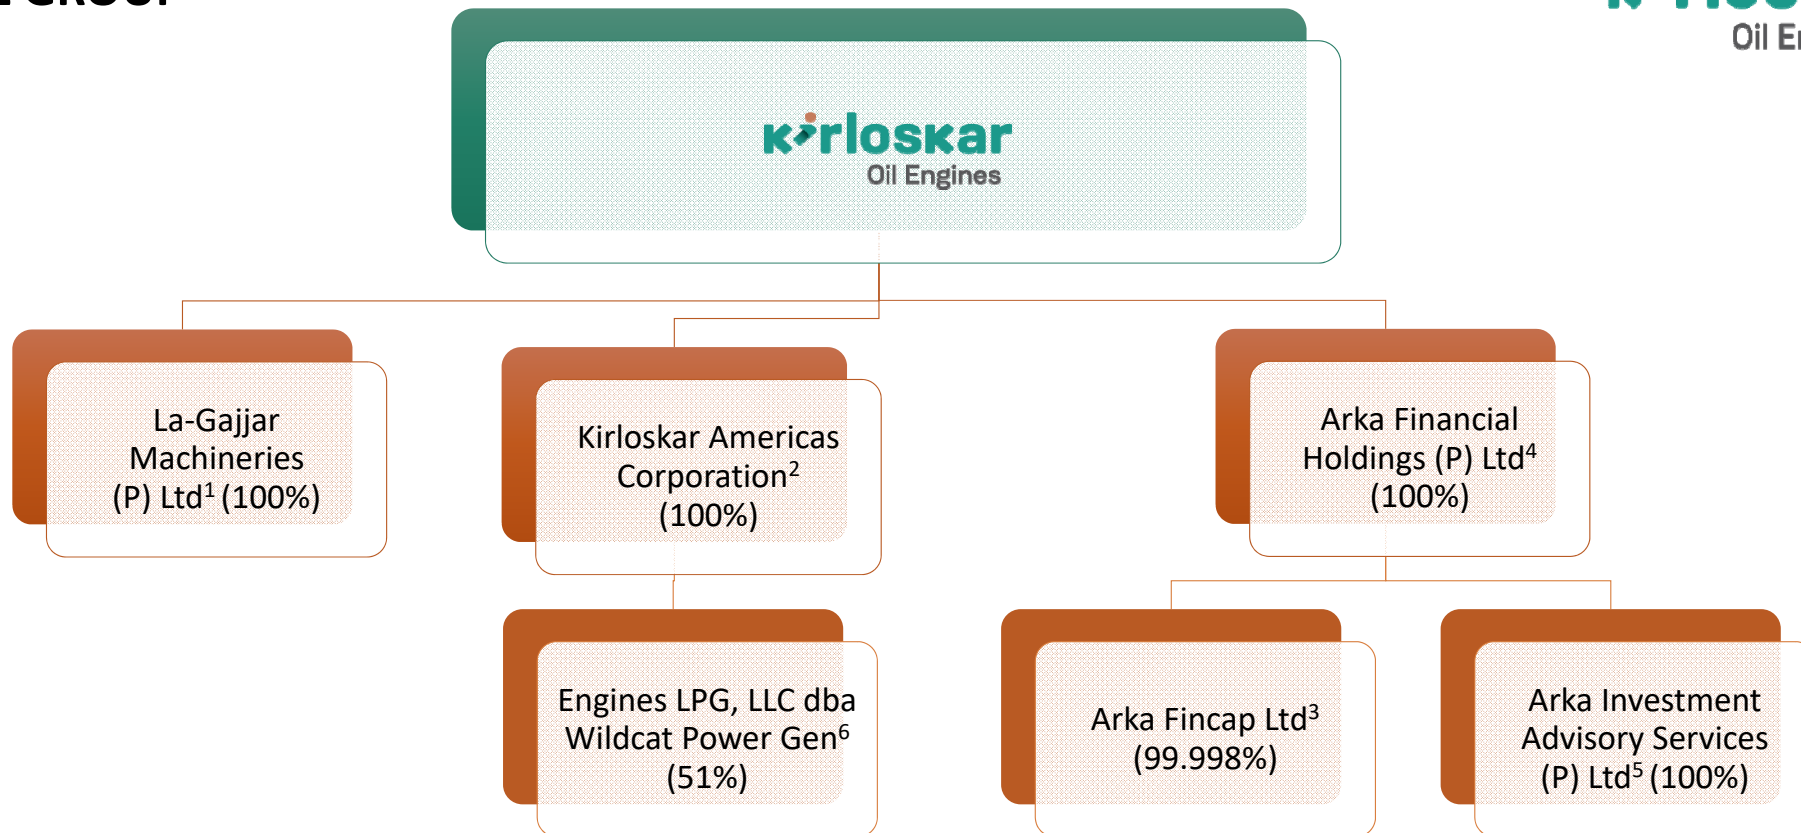 GROUP
kirloskar
Oil Engines
La-Gajjar
Machineries
(P) Ltd¹ (100%)
Kirloskar Americas
Corporation²
(100%)
Arka Financial
Holdings (P) Ltd⁴
(100%)
Engines LPG, LLC dba
Wildcat Power Gen⁶
(51%)
Arka Fincap Ltd³
(99.998%)
Arka Investment
Advisory Services
(P) Ltd⁵ (100%)